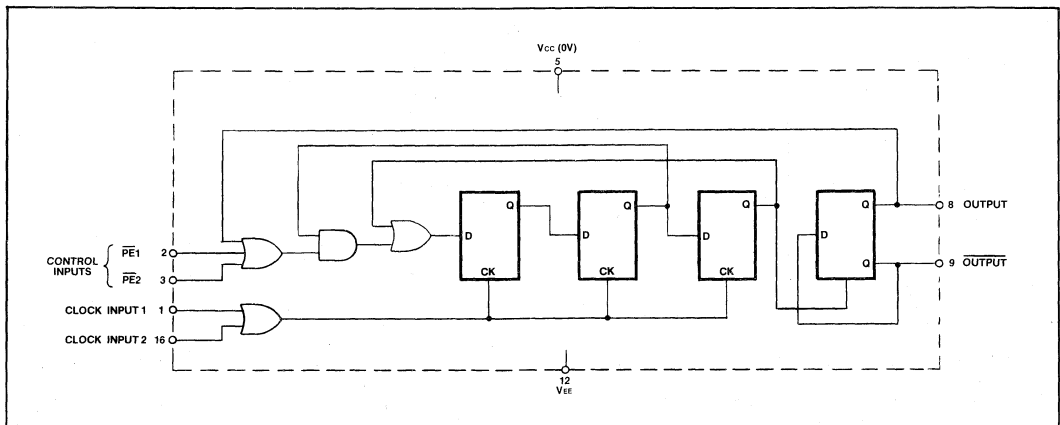 VCC (0V)
5
Q
Q
Q
Q
8 OUTPUT
D
D
D
D
CONTROL INPUTS { PE1 2
PE2 3
Q
9 OUTPUT
CK
CK
CK
CLOCK INPUT 1 1
CLOCK INPUT 2 16
12
VEE